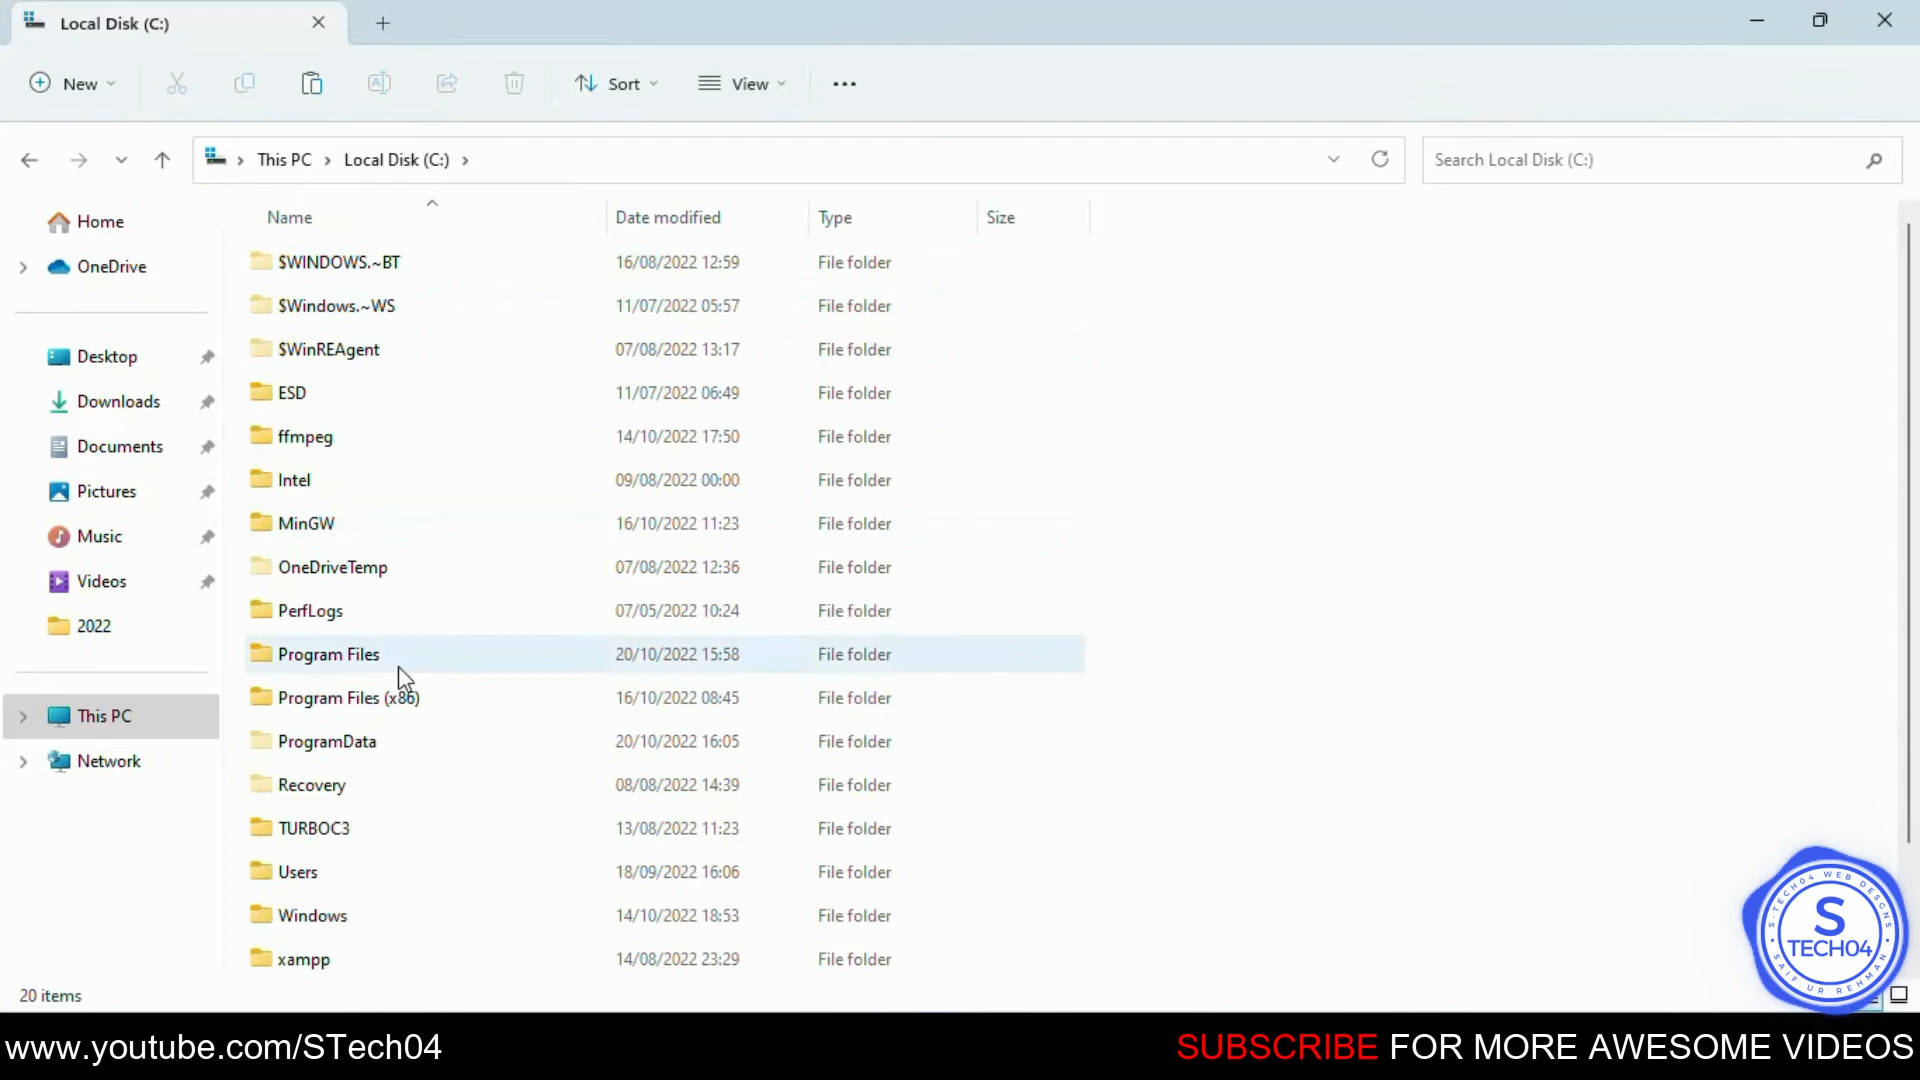 Local Disk (C:)
New
Sort
View
This PC
Local Disk (C:)
Search Local Disk (C:)
Home
OneDrive
Desktop
Downloads
Documents
Pictures
Music
Videos
2022
This PC
Network
Name Date modified Type Size
$WINDOWS.~BT 16/08/2022 12:59 File folder
$Windows.~WS 11/07/2022 05:57 File folder
$WinREAgent 07/08/2022 13:17 File folder
ESD 11/07/2022 06:49 File folder
ffmpeg 14/10/2022 17:50 File folder
Intel 09/08/2022 00:00 File folder
MinGW 16/10/2022 11:23 File folder
OneDriveTemp 07/08/2022 12:36 File folder
PerfLogs 07/05/2022 10:24 File folder
Program Files 20/10/2022 15:58 File folder
Program Files (x86) 16/10/2022 08:45 File folder
ProgramData 20/10/2022 16:05 File folder
Recovery 08/08/2022 14:39 File folder
TURBOC3 13/08/2022 11:23 File folder
Users 18/09/2022 16:06 File folder
Windows 14/10/2022 18:53 File folder
xampp 14/08/2022 23:29 File folder
20 items
S-TECH04 WEB DESGNS
S
TECH04
SAIF UR REHMAN
www.youtube.com/STech04
SUBSCRIBE FOR MORE AWESOME VIDEOS